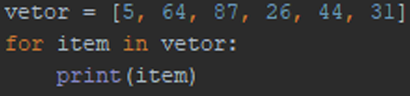 vetor = [5, 64, 87, 26, 44, 31]
for item in vetor:
    print(item)